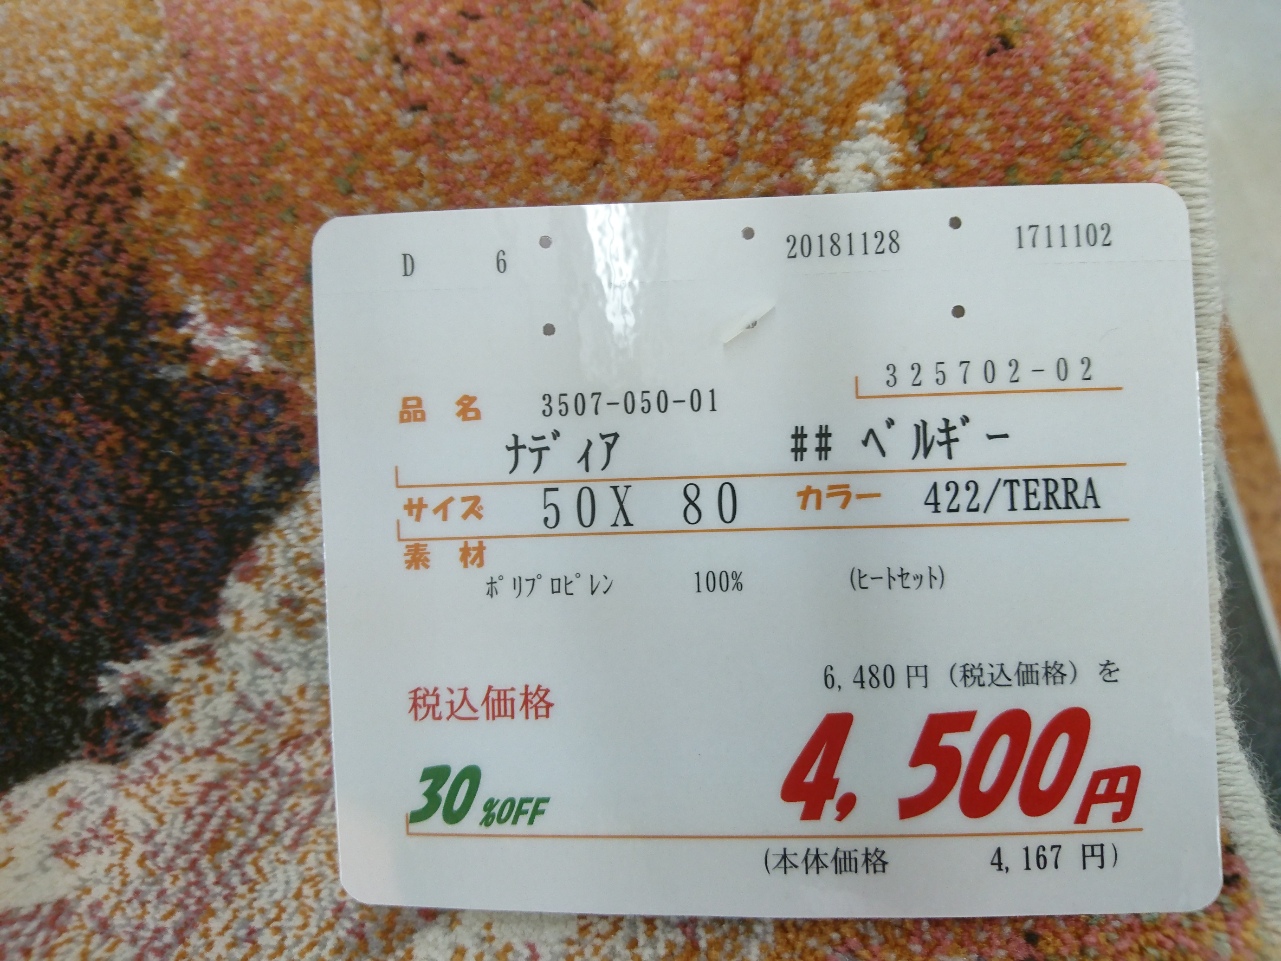 D 6 20181128 1711102
325702-02
品名 3507-050-01
ナディア ## ベルギー
サイズ 50X 80 カラー 422/TERRA
素材
ポリプロピレン 100% (ヒートセット)
6,480円(税込価格)を
税込価格 4,500円
30%OFF
(本体価格 4,167 円)